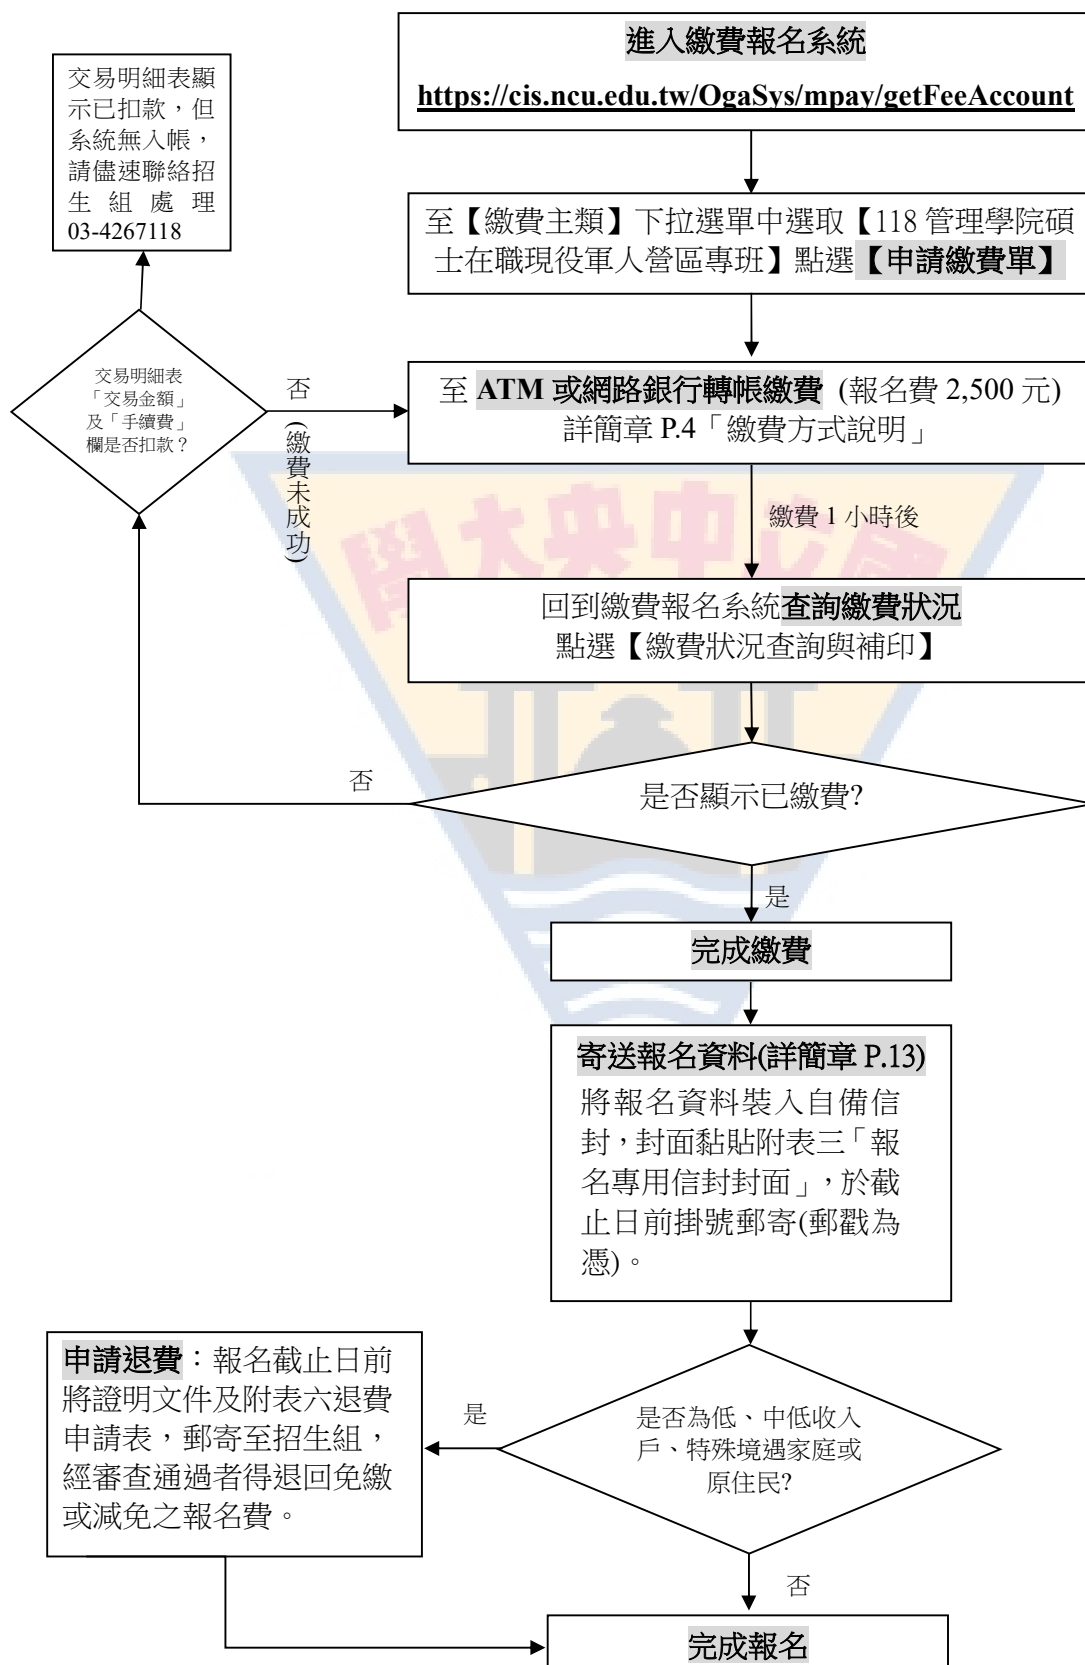 進入繳費報名系統
https://cis.ncu.edu.tw/OgaSys/mpay/getFeeAccount
交易明細表顯
示已扣款，但
系統無入帳，
請儘速聯絡招
生組處理
03-4267118
至【繳費主類】下拉選單中選取【118 管理學院碩
士在職現役軍人營區專班】點選【申請繳費單】
交易明細表
「交易金額」
及「手續費」
欄是否扣款？
否
(繳費未成功)
至 ATM 或網路銀行轉帳繳費 (報名費 2,500 元)
詳簡章 P.4「繳費方式說明」
繳費 1 小時後
學大央中立國
回到繳費報名系統查詢繳費狀況
點選【繳費狀況查詢與補印】
否
是否顯示已繳費?
是
完成繳費
寄送報名資料(詳簡章 P.13)
將報名資料裝入自備信
封，封面黏貼附表三「報
名專用信封封面」，於截
止日前掛號郵寄(郵戳為
憑)。
申請退費：報名截止日前
將證明文件及附表六退費
申請表，郵寄至招生組，
經審查通過者得退回免繳
或減免之報名費。
是
是否為低、中低收入
戶、特殊境遇家庭或
原住民?
否
完成報名